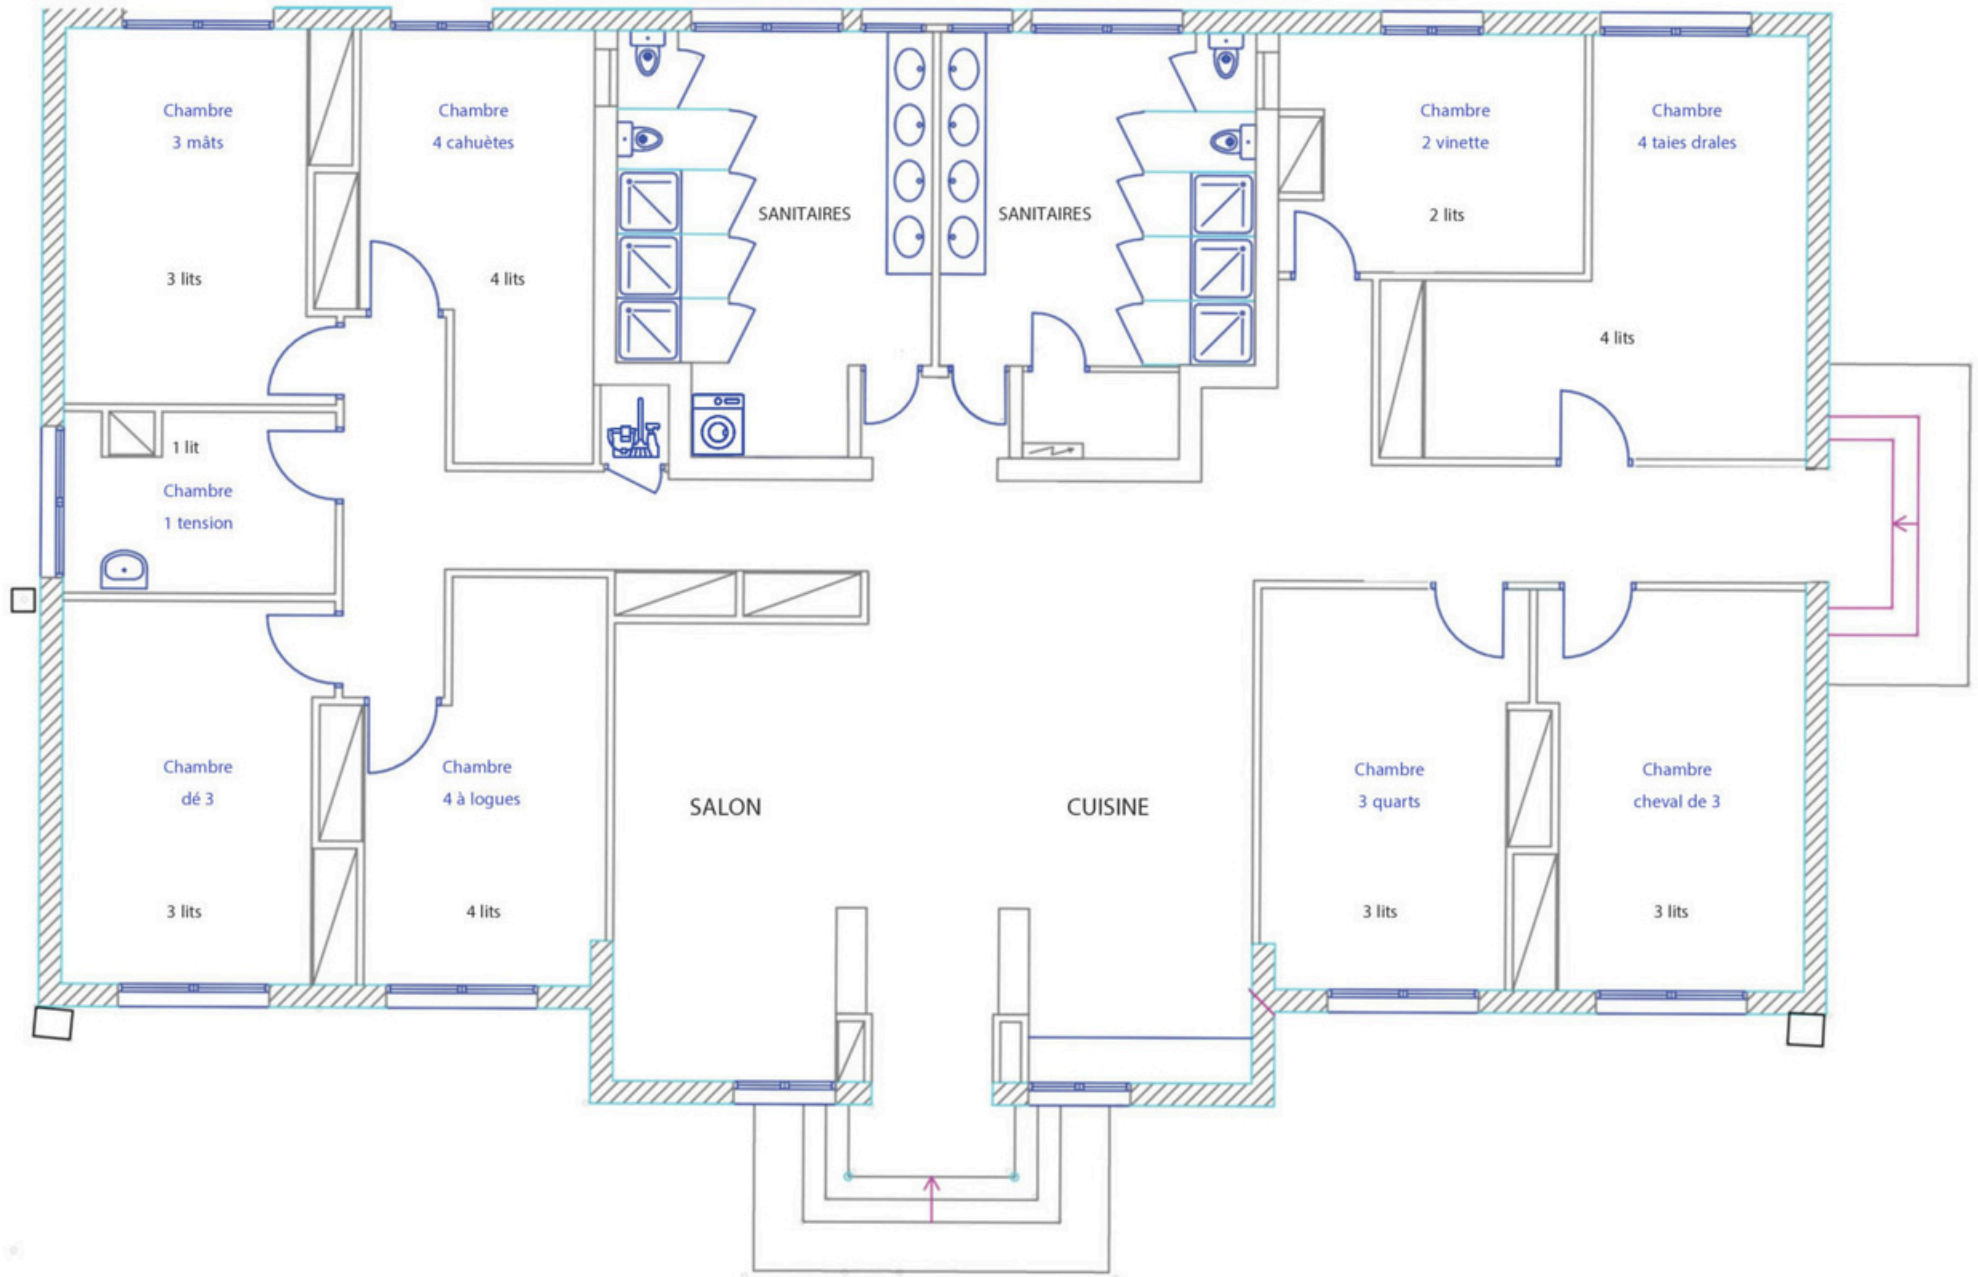 Chambre
3 mâts
3 lits
Chambre
4 cahuètes
4 lits
SANITAIRES
SANITAIRES
Chambre
2 vinette
2 lits
Chambre
4 taies drales
4 lits
1 lit
Chambre
1 tension
Chambre
dé 3
3 lits
Chambre
4 à logues
4 lits
SALON
CUISINE
Chambre
3 quarts
3 lits
Chambre
cheval de 3
3 lits